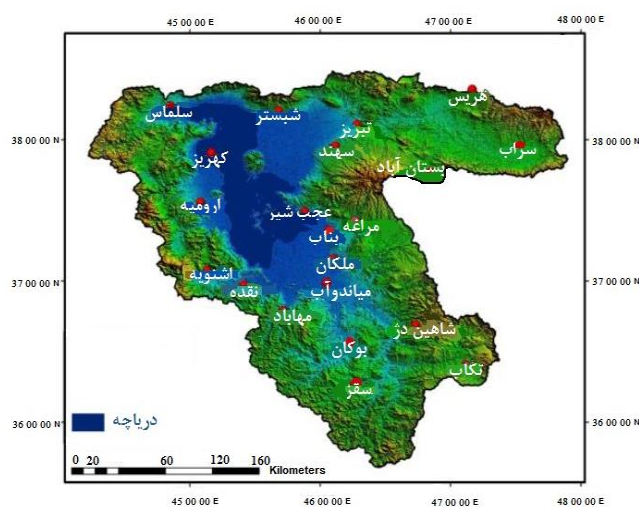 45 00 00 E 46 00 00 E 47 00 00 E 48 00 00 E
هریس
سلماس
شبستر
تبریز
38 00 00 N 38 00 00 N
سهند
سراب
کهریز
بستان آباد
ارومیه
عجب شیر
مراغه
بناب
ملکان
اشنویه
37 00 00 N 37 00 00 N
نقده
میاندوآب
مهاباد
شاهین دژ
بوکان
تکاب
سقز
36 00 00 N 36 00 00 N
دریاچه
0 20 60 120 160
Kilometers
45 00 00 E 46 00 00 E 47 00 00 E 48 00 00 E